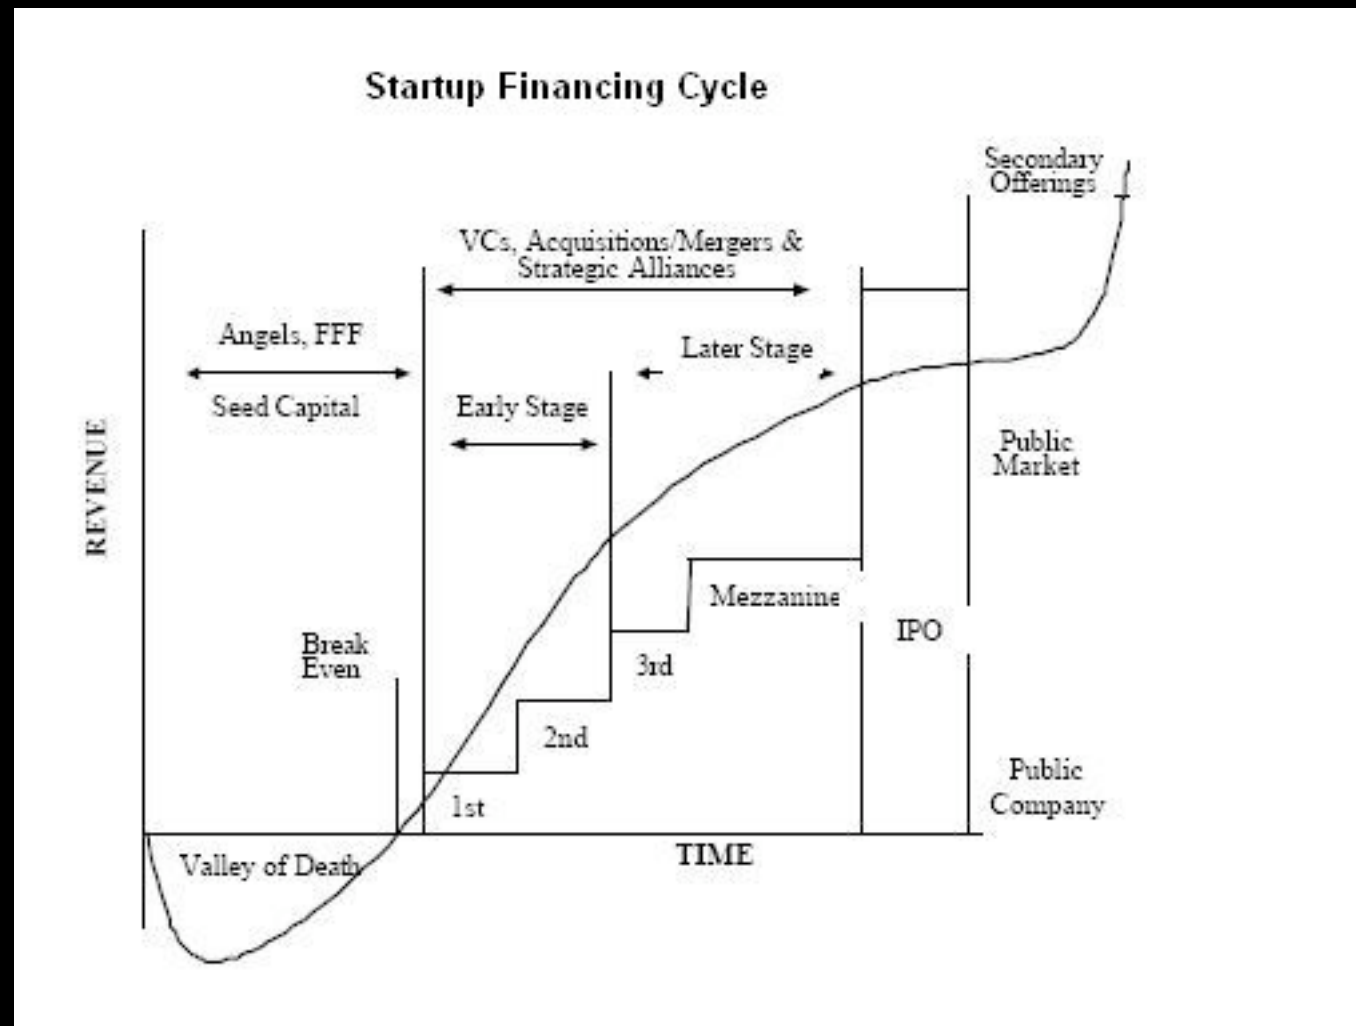 Startup Financing Cycle
Secondary
Offerings
VCs, Acquisitions/Mergers &
Strategic Alliances
Angels, FFF
Later Stage
Seed Capital
Early Stage
REVENUE
Public
Market
Mezzanine
IPO
Break
Even
3rd
2nd
Public
1st
Company
Valley of Death
TIME